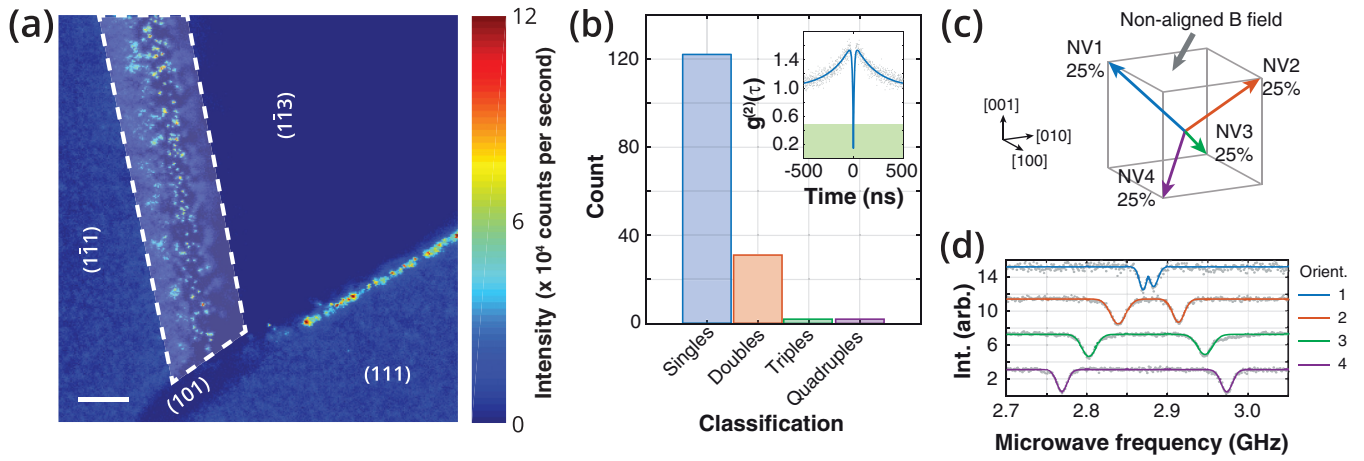 (a)
(1̄11)
(11̄3)
(101)
(111)
12
6
0
Intensity (x 10⁴ counts per second)
(b)
120
80
40
0
Count
Singles
Doubles
Triples
Quadruples
Classification
g⁽²⁾(τ)
1.4
1.0
0.6
0.2
-500
0
500
Time (ns)
(c)
Non-aligned B field
NV1
25%
NV2
25%
NV3
25%
NV4
25%
[001]
[010]
[100]
(d)
Int. (arb.)
14
10
6
2
2.7
2.8
2.9
3.0
Microwave frequency (GHz)
Orient.
1
2
3
4